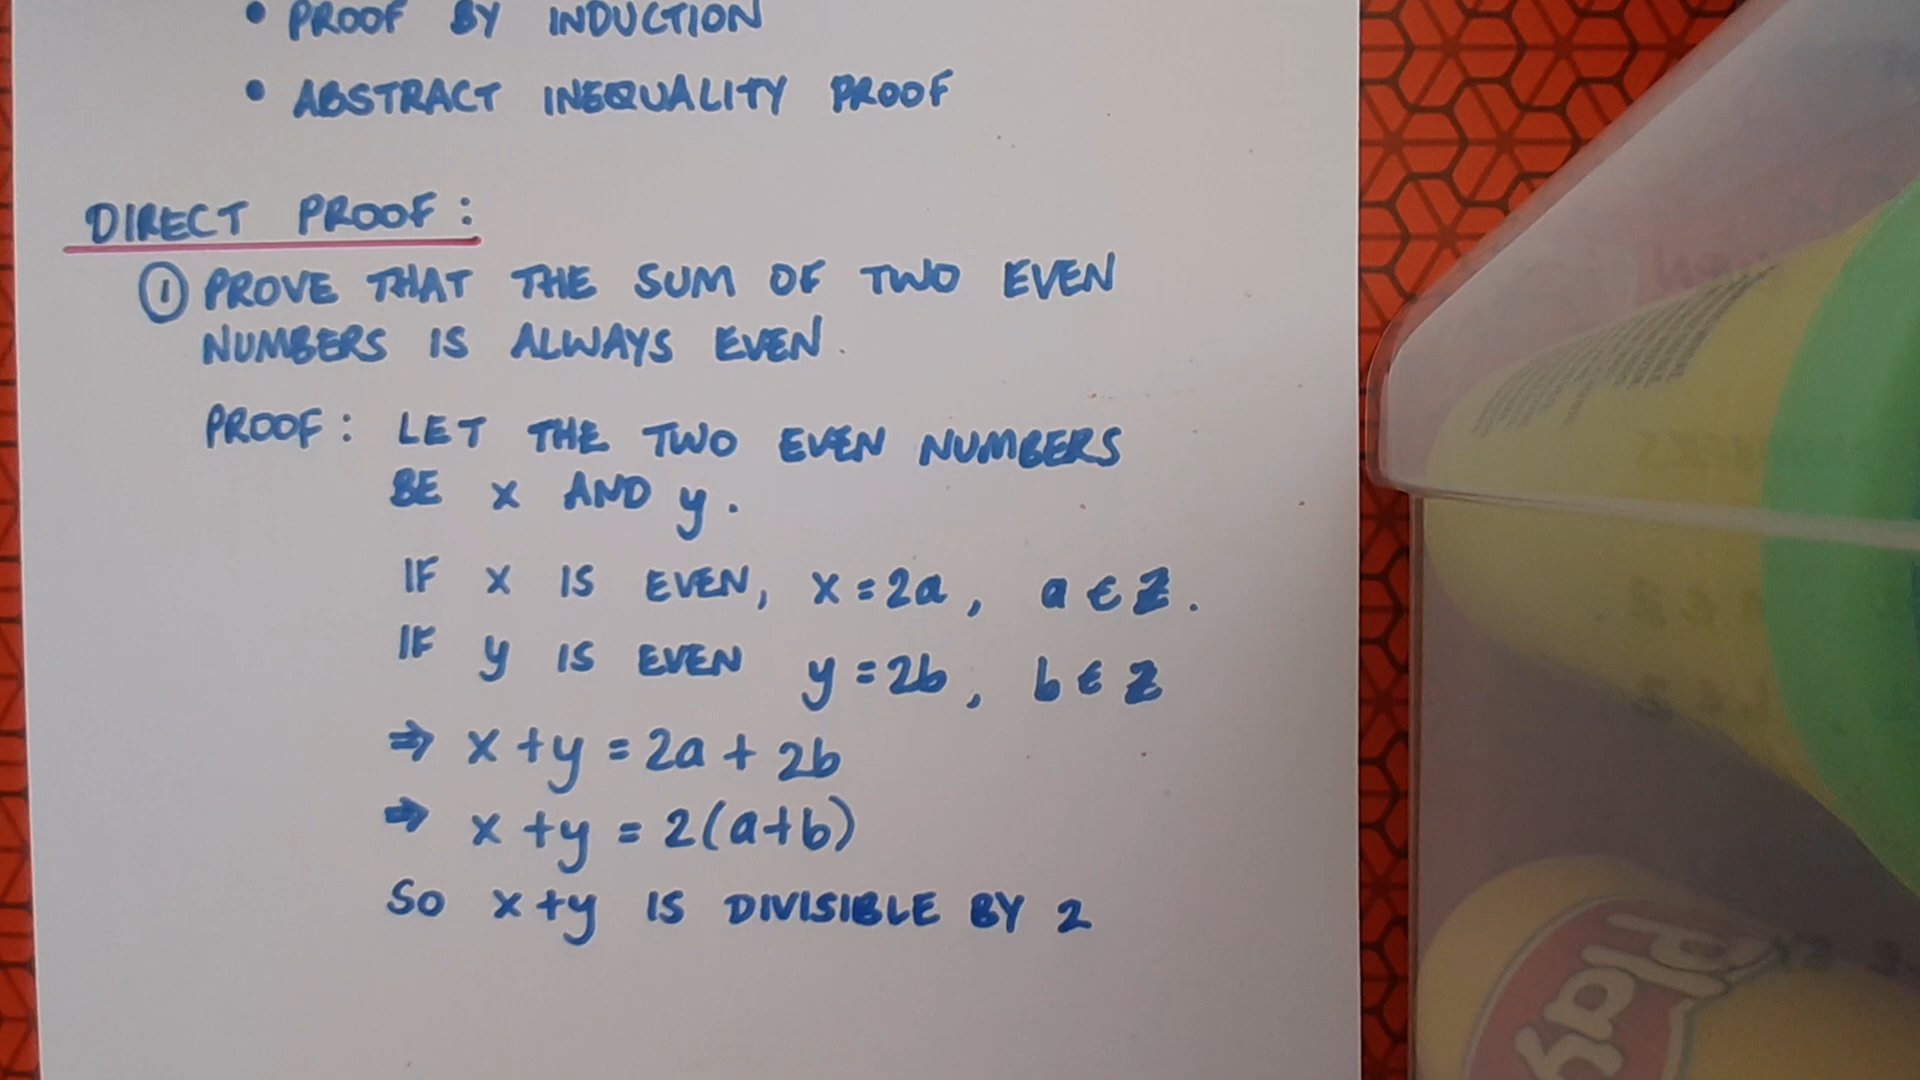 • PROOF BY INDUCTION
• ABSTRACT INEQUALITY PROOF
DIRECT PROOF:
① PROVE THAT THE SUM OF TWO EVEN
NUMBERS IS ALWAYS EVEN.
PROOF: LET THE TWO EVEN NUMBERS
BE x AND y.
IF x IS EVEN, x=2a, a∈Z.
IF y IS EVEN y=2b, b∈Z
⇒ x+y=2a+2b
⇒ x+y=2(a+b)
SO x+y IS DIVISIBLE BY 2
Play